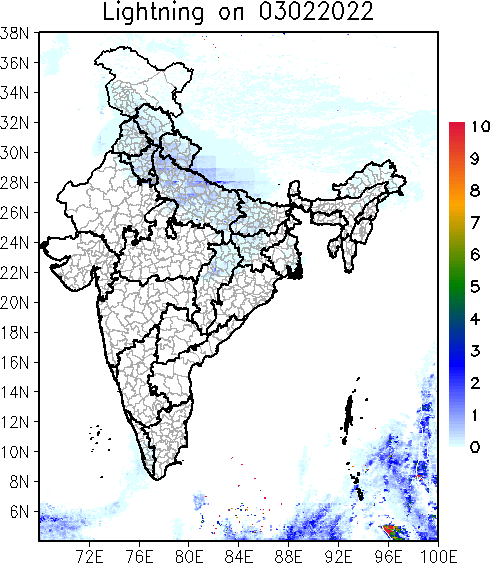 Lightning on 03022022
38N
36N
34N
32N
30N
28N
26N
24N
22N
20N
18N
16N
14N
12N
10N
8N
6N
72E 76E 80E 84E 88E 92E 96E 100E
10
9
8
7
6
5
4
3
2
1
0